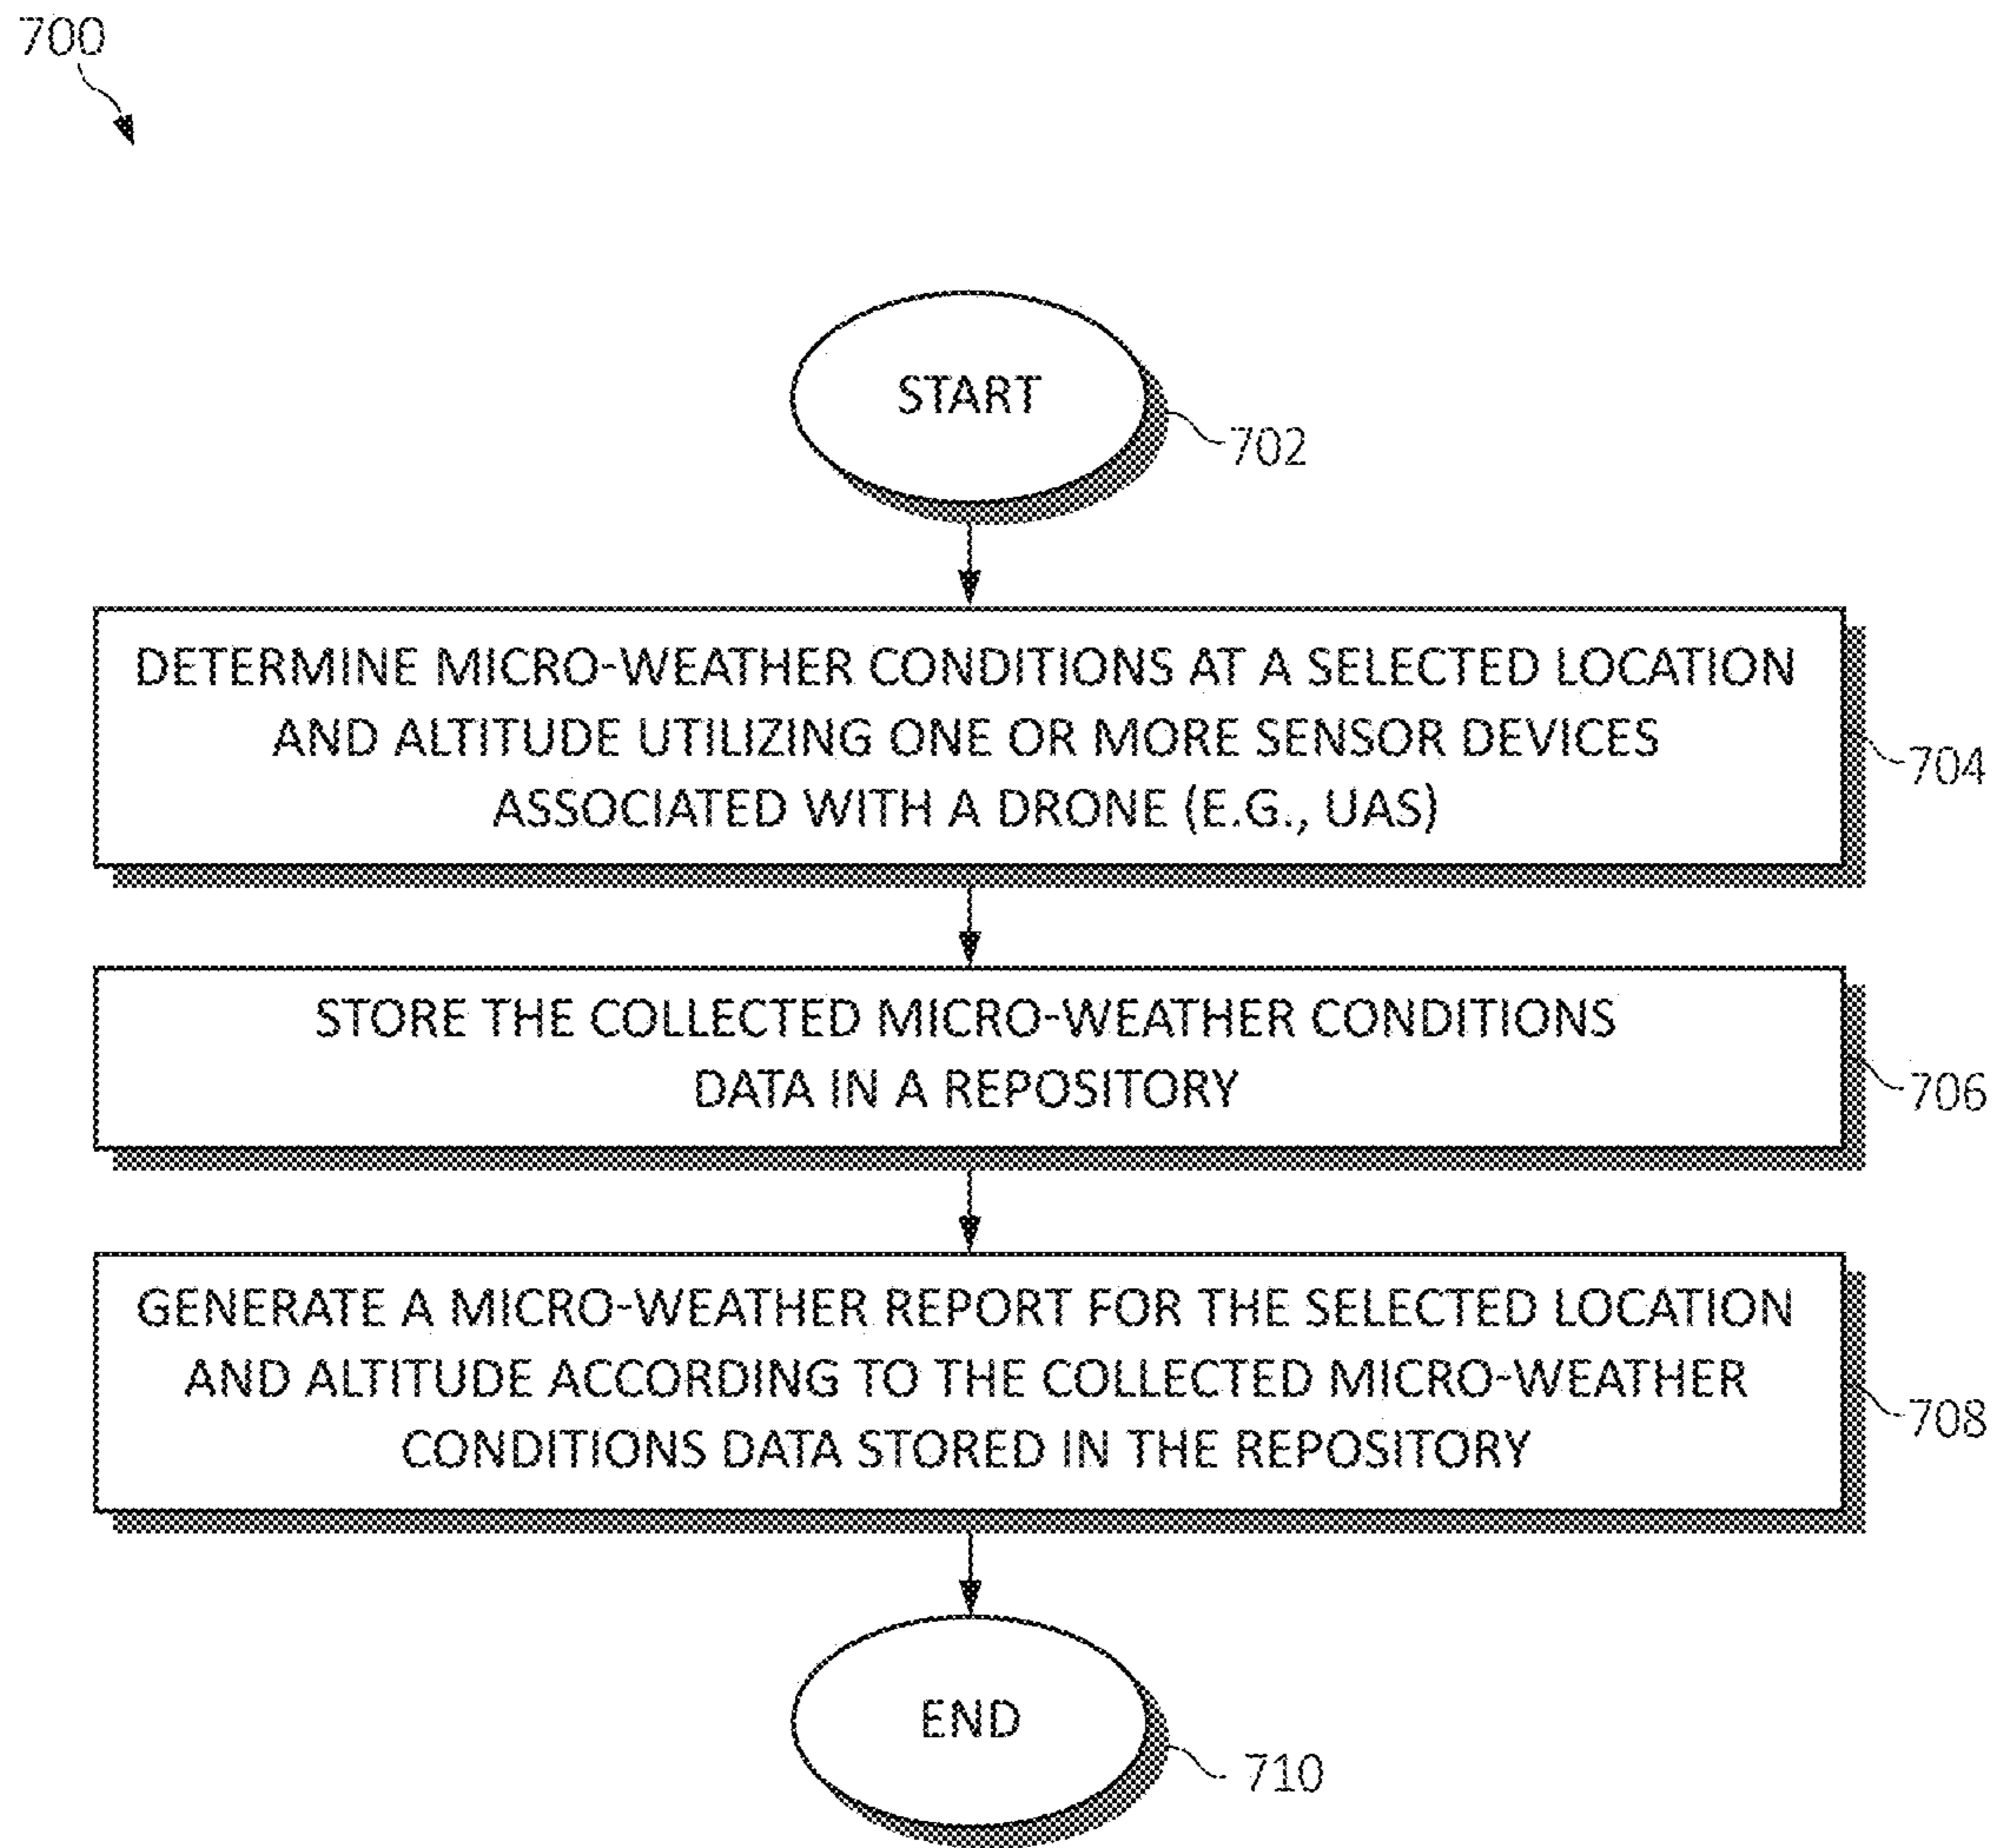 700
START
702
DETERMINE MICRO-WEATHER CONDITIONS AT A SELECTED LOCATION
AND ALTITUDE UTILIZING ONE OR MORE SENSOR DEVICES
ASSOCIATED WITH A DRONE (E.G., UAS)
704
STORE THE COLLECTED MICRO-WEATHER CONDITIONS
DATA IN A REPOSITORY
706
GENERATE A MICRO-WEATHER REPORT FOR THE SELECTED LOCATION
AND ALTITUDE ACCORDING TO THE COLLECTED MICRO-WEATHER
CONDITIONS DATA STORED IN THE REPOSITORY
708
END
710